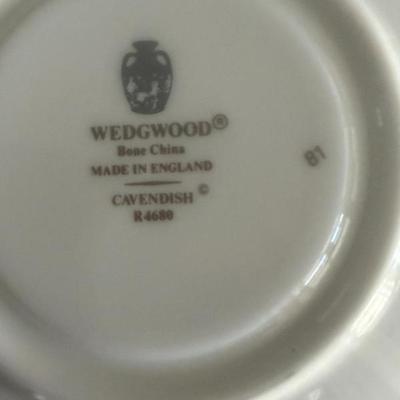 WEDGWOOD®
Bone China
MADE IN ENGLAND
CAVENDISH ©
R4680
81